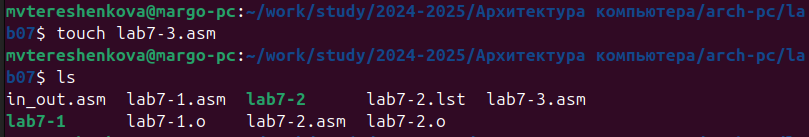 mvtereshenkova@margo-pc:~/work/study/2024-2025/Архитектура компьютера/arch-pc/la
b07$ touch lab7-3.asm
mvtereshenkova@margo-pc:~/work/study/2024-2025/Архитектура компьютера/arch-pc/la
b07$ ls
in_out.asm  lab7-1.asm  lab7-2      lab7-2.lst  lab7-3.asm
lab7-1      lab7-1.o    lab7-2.asm  lab7-2.o